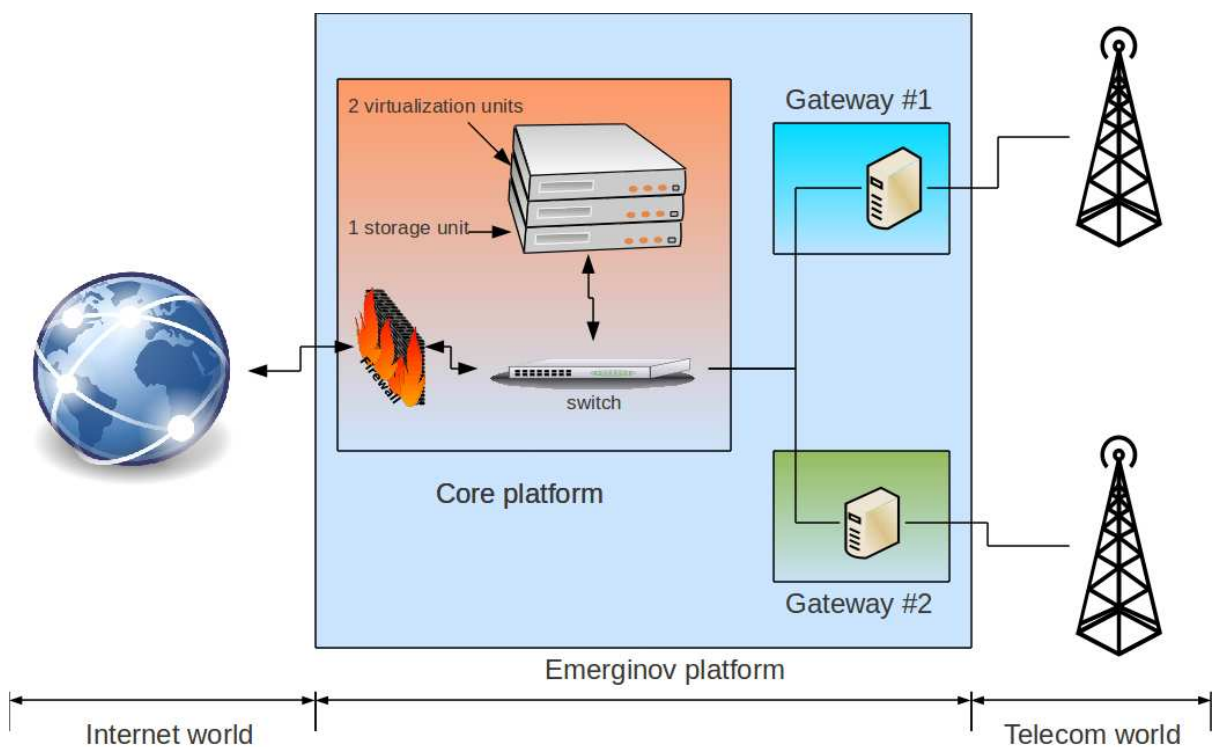 2 virtualization units
1 storage unit
Firewall
switch
Core platform
Gateway #1
Gateway #2
Emerginov platform
Internet world
Telecom world